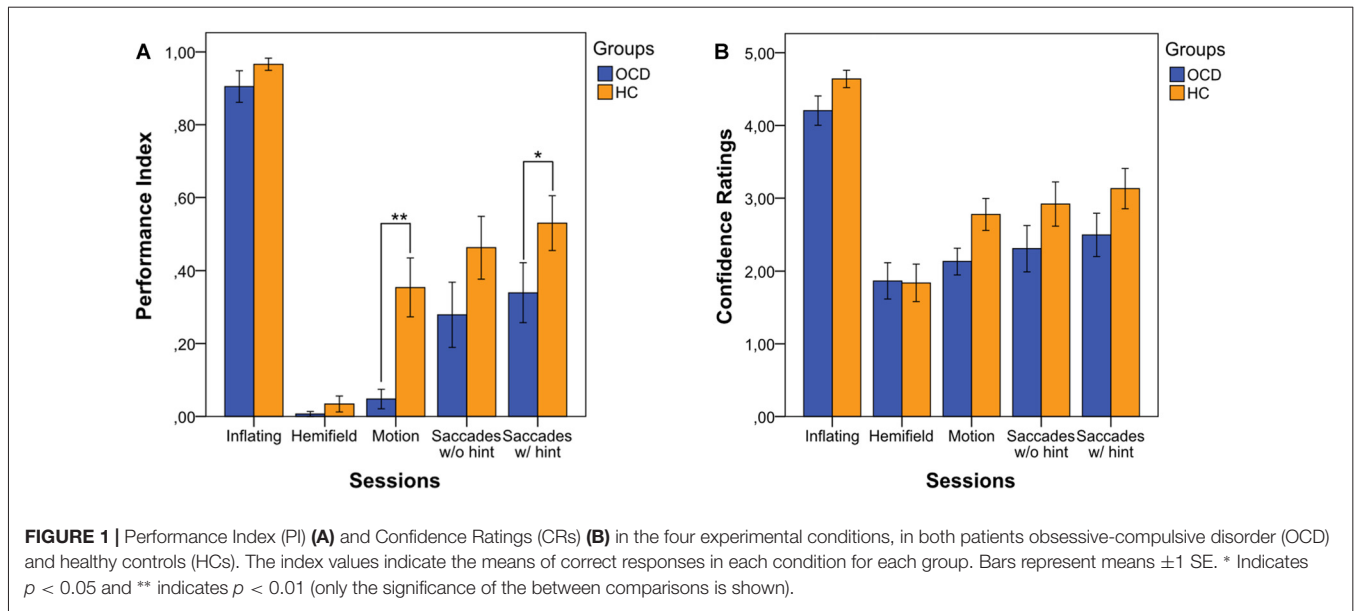 A
Performance Index
1,00
,80
,60
,40
,20
,00
**
*
Groups
OCD
HC
Inflating
Hemifield
Motion
Saccades
w/o hint
Saccades
w/ hint
Sessions
B
Confidence Ratings
5,00
4,00
3,00
2,00
1,00
,00
Groups
OCD
HC
Inflating
Hemifield
Motion
Saccades
w/o hint
Saccades
w/ hint
Sessions
FIGURE 1 | Performance Index (PI) (A) and Confidence Ratings (CRs) (B) in the four experimental conditions, in both patients obsessive-compulsive disorder (OCD)
and healthy controls (HCs). The index values indicate the means of correct responses in each condition for each group. Bars represent means ±1 SE. * Indicates
p < 0.05 and ** indicates p < 0.01 (only the significance of the between comparisons is shown).